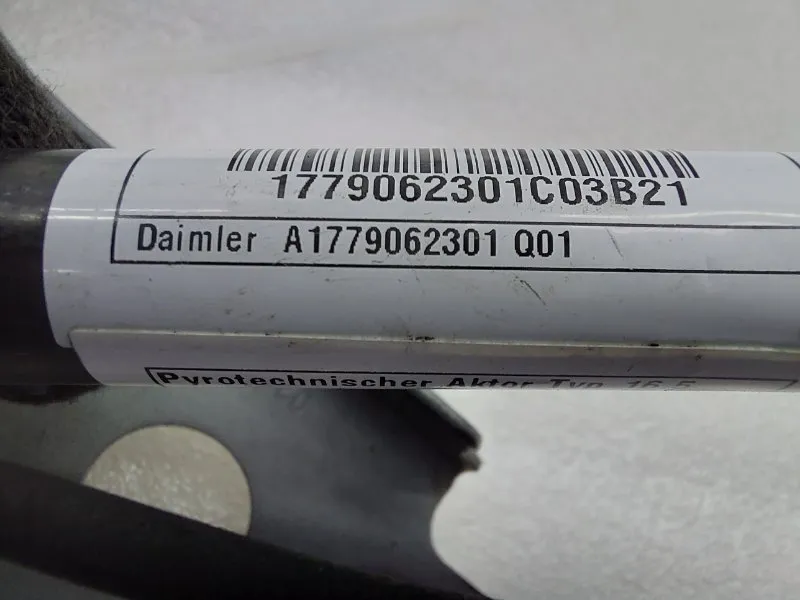 1779062301C03B21
Daimler A1779062301 Q01
Pyrotechnischer Aktor Typ 16.5